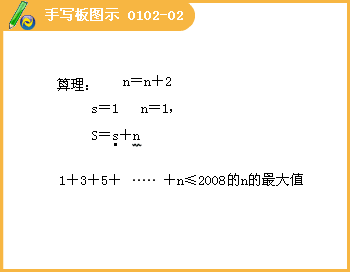 手写板图示 0102-02
算理： n＝n＋2
s＝1 n＝1，
S＝s＋n
1＋3＋5＋ ····· ＋n≤2008的n的最大值